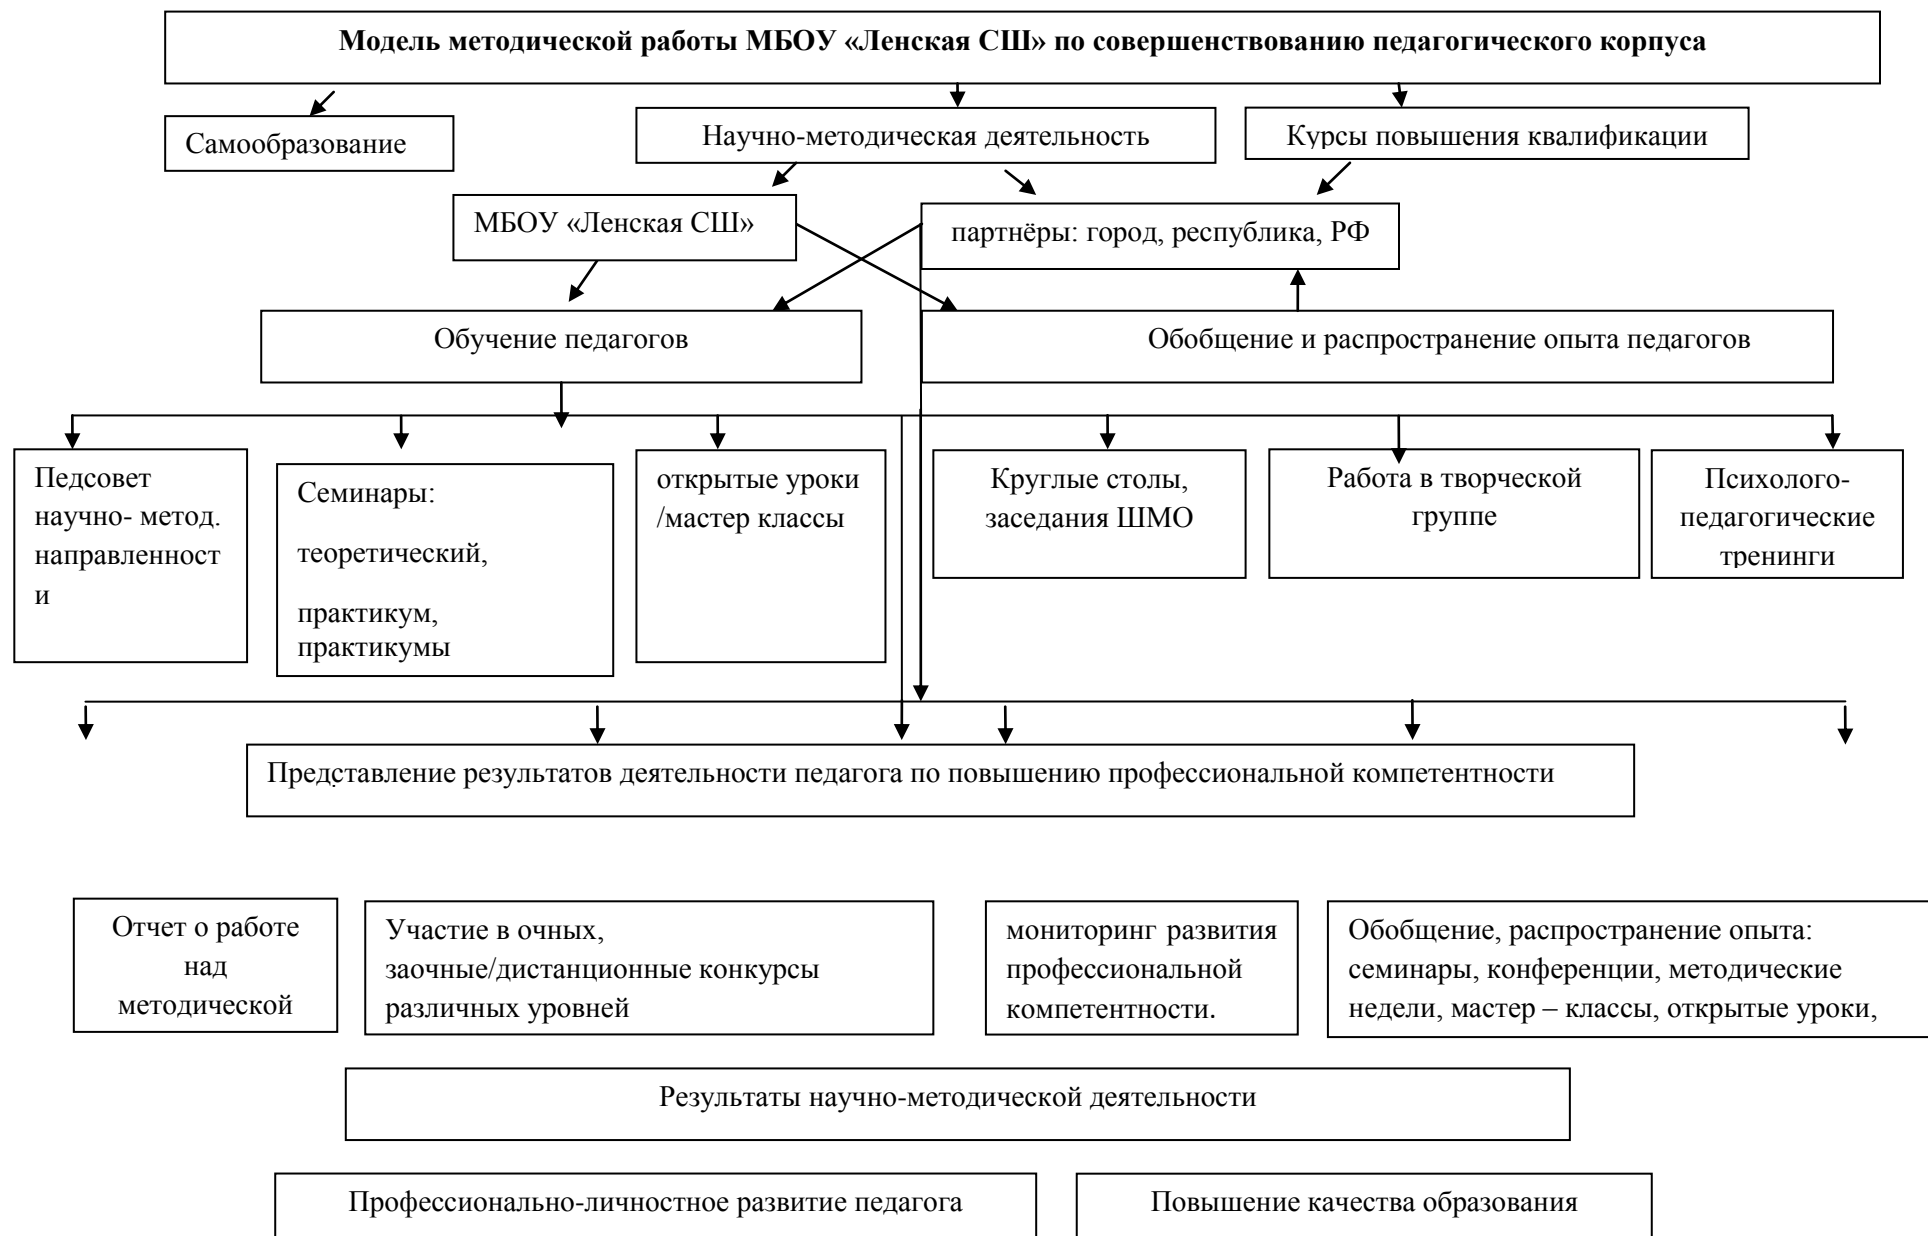 Модель методической работы МБОУ «Ленская СШ» по совершенствованию педагогического корпуса
Самообразование
Научно-методическая деятельность
Курсы повышения квалификации
МБОУ «Ленская СШ»
партнёры: город, республика, РФ
Обучение педагогов
Обобщение и распространение опыта педагогов
Педсовет
научно- метод.
направленност
и
Семинары:
теоретический,
практикум,
практикумы
открытые уроки
/мастер классы
Круглые столы,
заседания ШМО
Работа в творческой
группе
Психолого-
педагогические
тренинги
Представление результатов деятельности педагога по повышению профессиональной компетентности
Отчет о работе
над
методической
Участие в очных,
заочные/дистанционные конкурсы
различных уровней
мониторинг развития
профессиональной
компетентности.
Обобщение, распространение опыта:
семинары, конференции, методические
недели, мастер – классы, открытые уроки,
Результаты научно-методической деятельности
Профессионально-личностное развитие педагога
Повышение качества образования